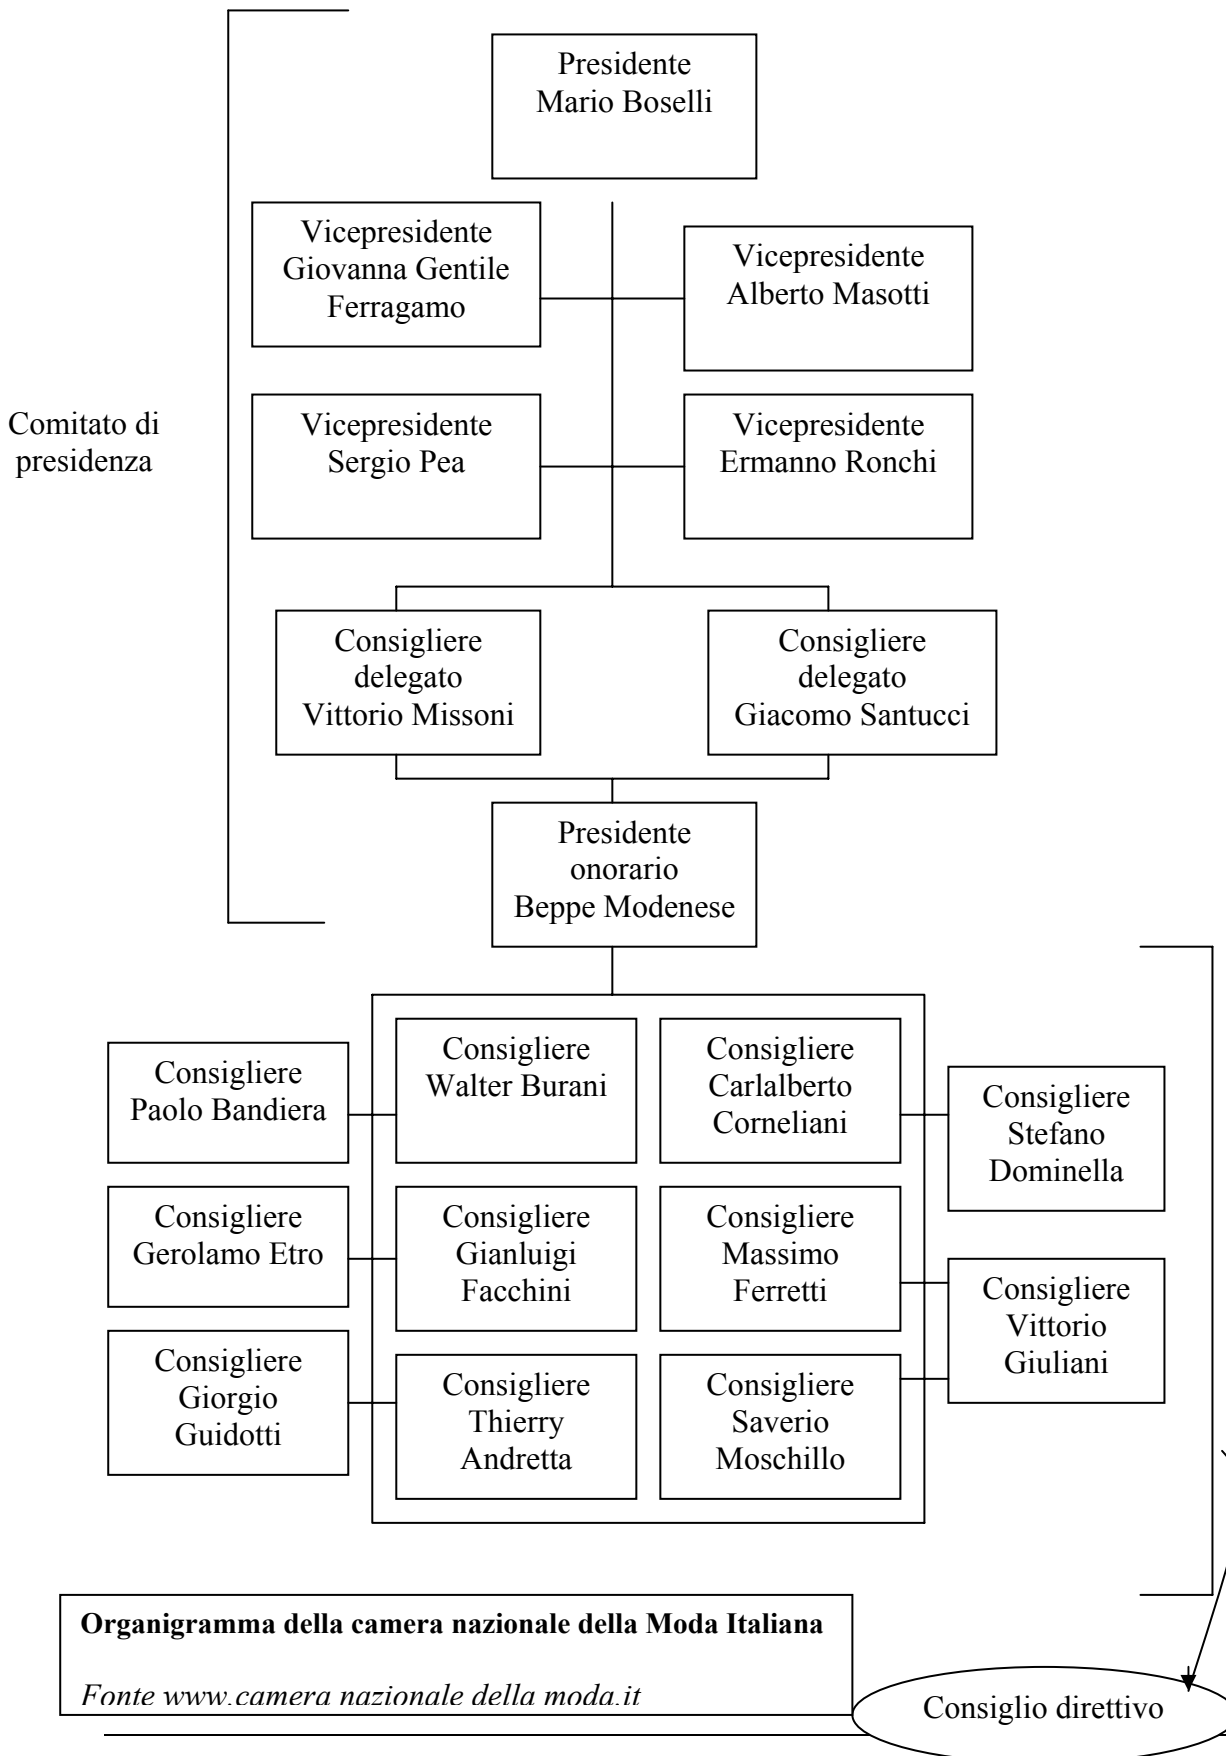 Presidente
Mario Boselli
Vicepresidente
Giovanna Gentile
Ferragamo
Vicepresidente
Alberto Masotti
Comitato di
presidenza
Vicepresidente
Sergio Pea
Vicepresidente
Ermanno Ronchi
Consigliere
delegato
Vittorio Missoni
Consigliere
delegato
Giacomo Santucci
Presidente
onorario
Beppe Modenese
Consigliere
Paolo Bandiera
Consigliere
Walter Burani
Consigliere
Carlalberto
Corneliani
Consigliere
Stefano
Dominella
Consigliere
Gerolamo Etro
Consigliere
Gianluigi
Facchini
Consigliere
Massimo
Ferretti
Consigliere
Vittorio
Giuliani
Consigliere
Giorgio
Guidotti
Consigliere
Thierry
Andretta
Consigliere
Saverio
Moschillo
Organigramma della camera nazionale della Moda Italiana
Fonte www.camera nazionale della moda.it
Consiglio direttivo